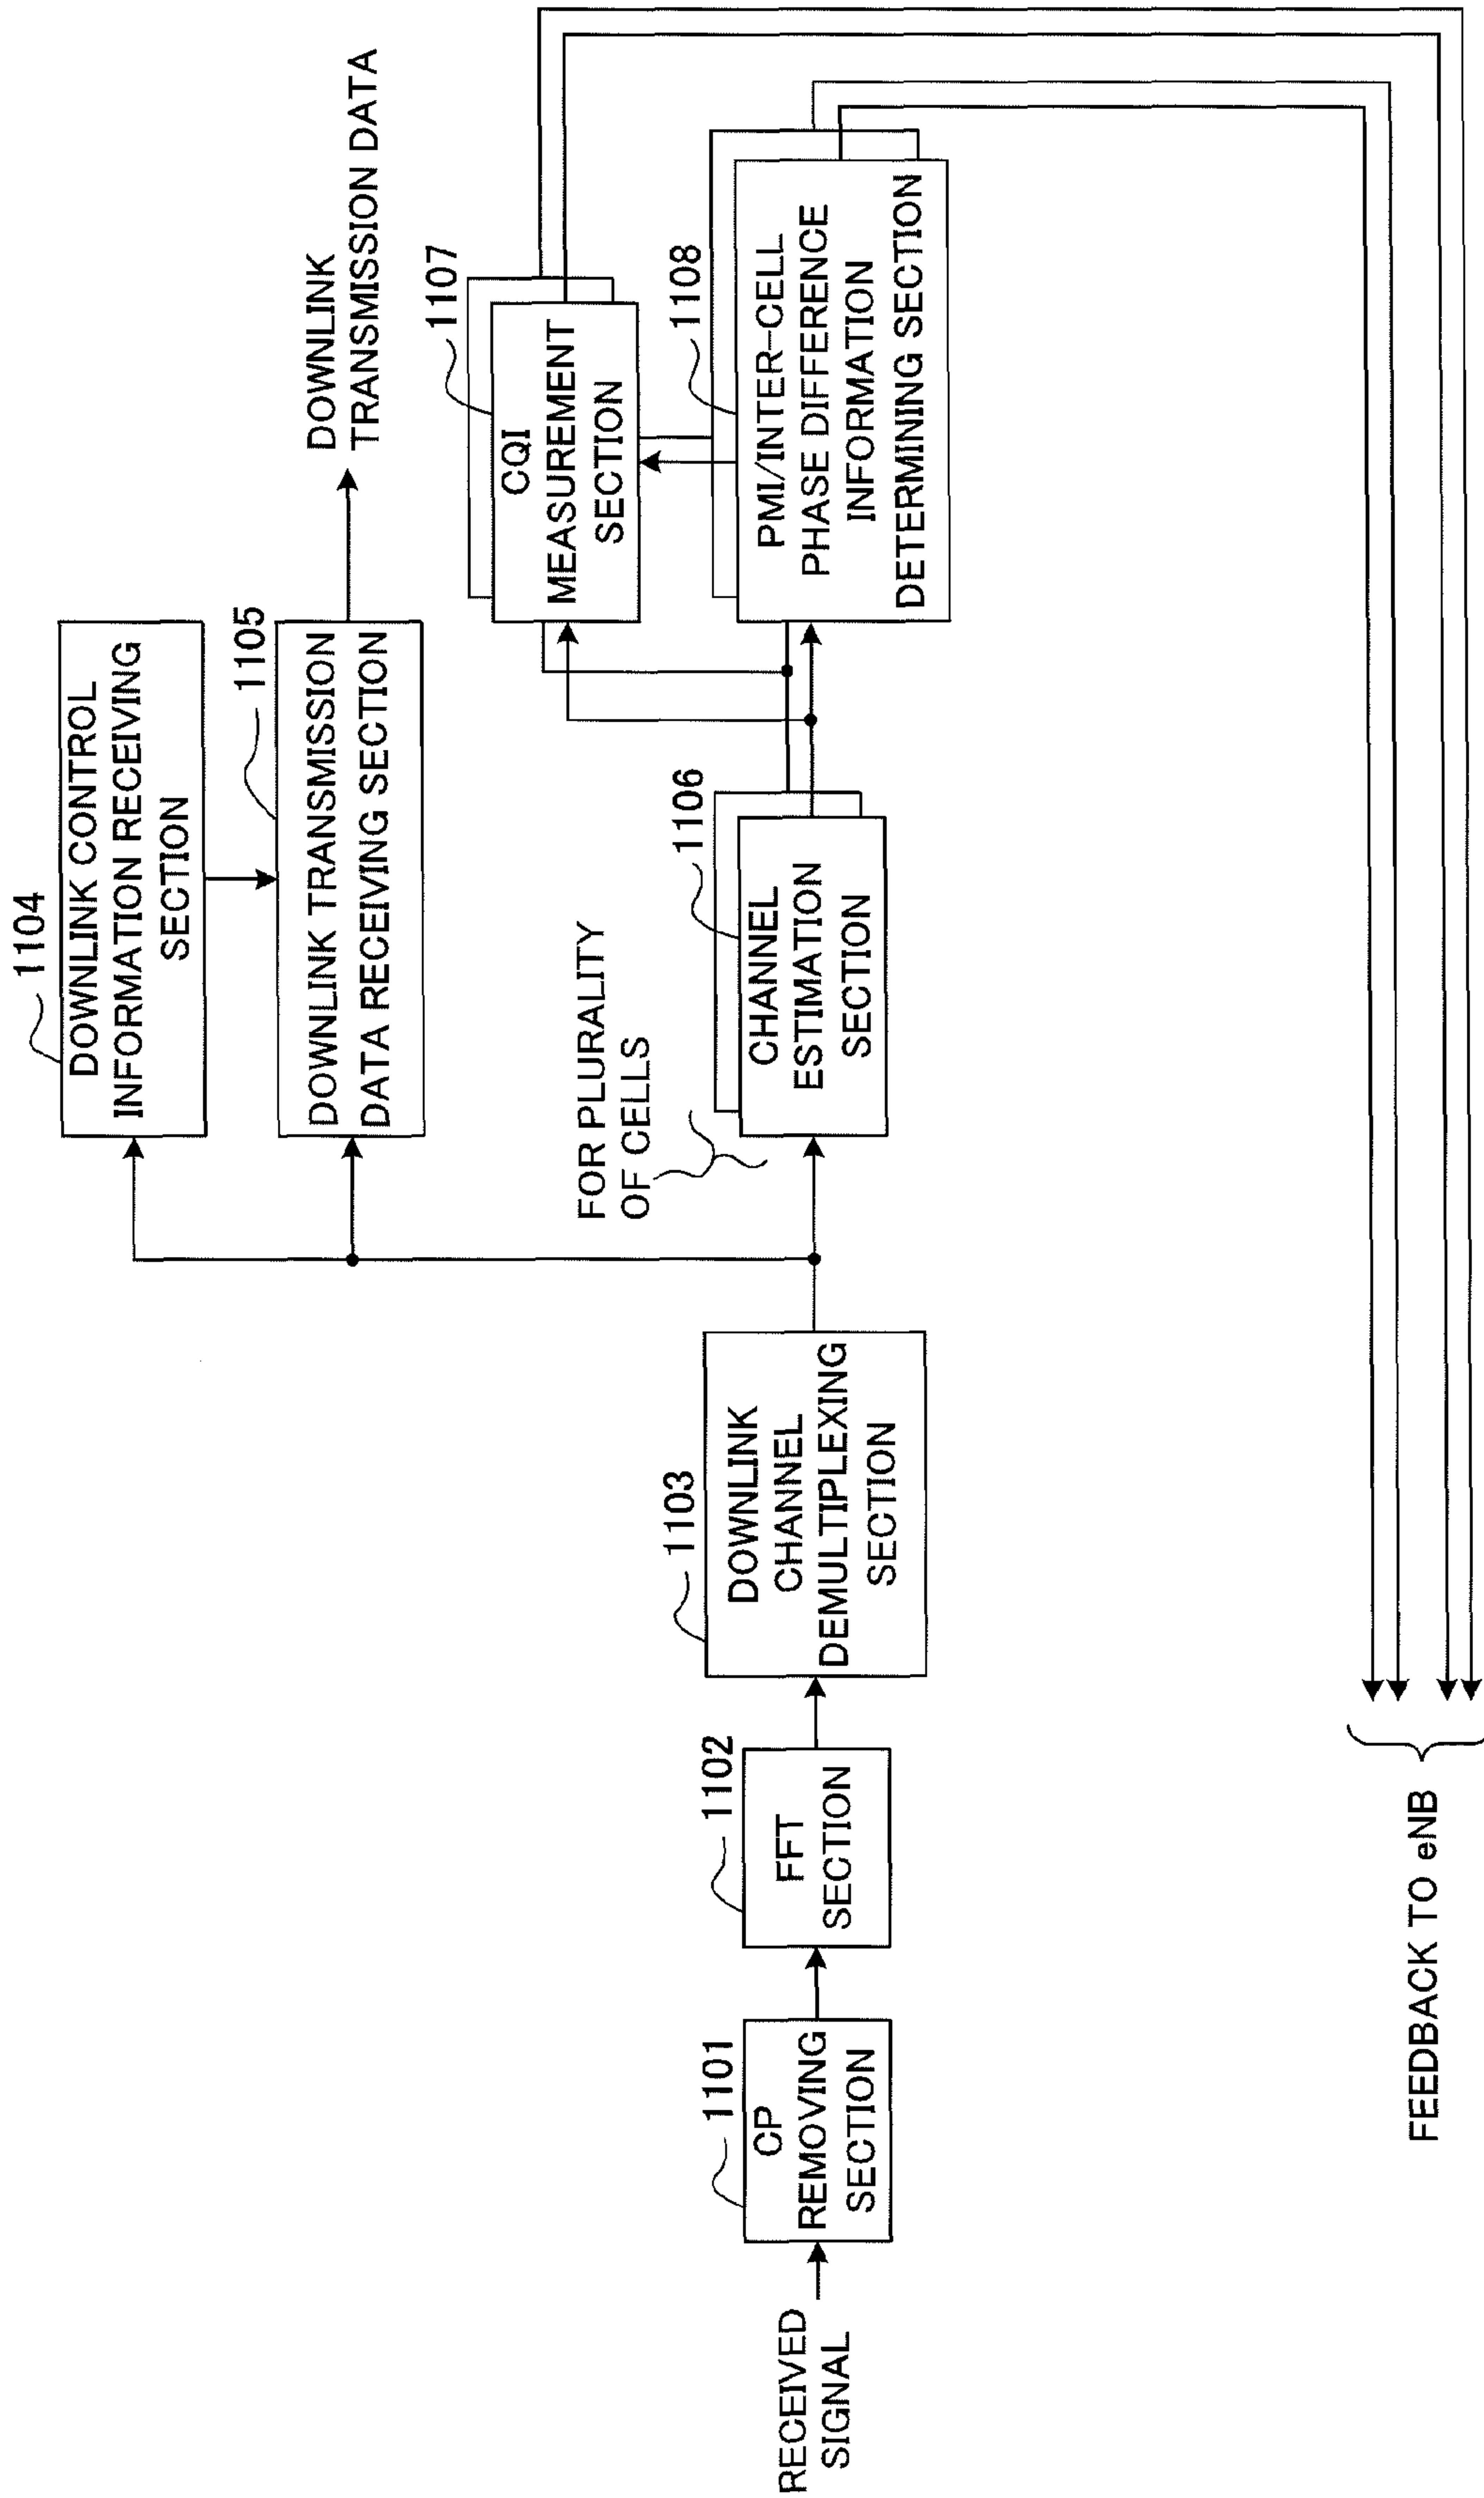 RECEIVED
SIGNAL
1101
CP
REMOVING
SECTION
1102
FFT
SECTION
1103
DOWNLINK
CHANNEL
DEMULTIPLEXING
SECTION
1104
DOWNLINK CONTROL
INFORMATION RECEIVING
SECTION
1105
DOWNLINK TRANSMISSION
DATA RECEIVING SECTION
DOWNLINK
TRANSMISSION DATA
FOR PLURALITY
OF CELLS
1106
CHANNEL
ESTIMATION
SECTION
1107
CQI
MEASUREMENT
SECTION
1108
PMI/INTER-CELL
PHASE DIFFERENCE
INFORMATION
DETERMINING SECTION
FEEDBACK TO eNB